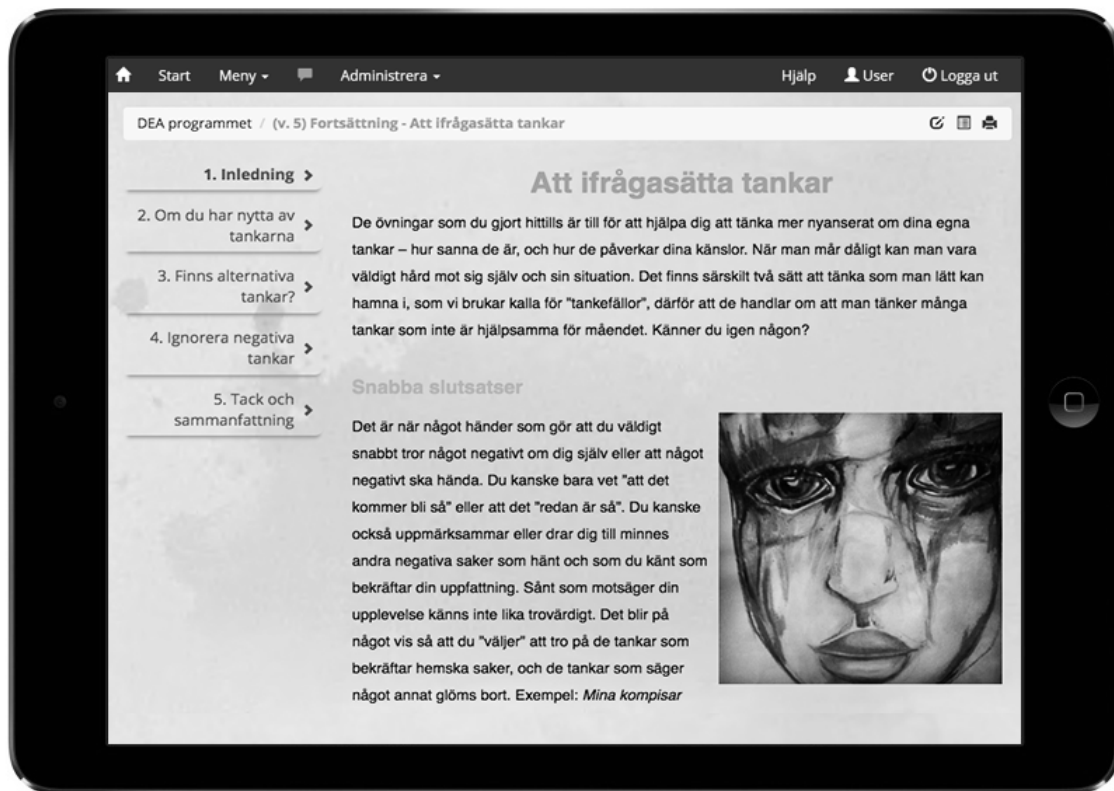 Start Meny Administrera Hjälp User Logga ut
DEA programmet / (v. 5) Fortsättning - Att ifrågasätta tankar
1. Inledning
2. Om du har nytta av
tankarna
3. Finns alternativa
tankar?
4. Ignorera negativa
tankar
5. Tack och
sammanfattning
Att ifrågasätta tankar
De övningar som du gjort hittills är till för att hjälpa dig att tänka mer nyanserat om dina egna
tankar – hur sanna de är, och hur de påverkar dina känslor. När man mår dåligt kan man vara
väldigt hård mot sig själv och sin situation. Det finns särskilt två sätt att tänka som man lätt kan
hamna i, som vi brukar kalla för "tankefällor", därför att de handlar om att man tänker många
tankar som inte är hjälpsamma för måendet. Känner du igen någon?
Snabba slutsatser
Det är när något händer som gör att du väldigt
snabbt tror något negativt om dig själv eller att något
negativt ska hända. Du kanske bara vet "att det
kommer bli så" eller att det "redan är så". Du kanske
också uppmärksammar eller drar dig till minnes
andra negativa saker som hänt och som du känt som
bekräftar din uppfattning. Sånt som motsäger din
upplevelse känns inte lika trovärdigt. Det blir på
något vis så att du "väljer" att tro på de tankar som
bekräftar hemska saker, och de tankar som säger
något annat glöms bort. Exempel: Mina kompisar